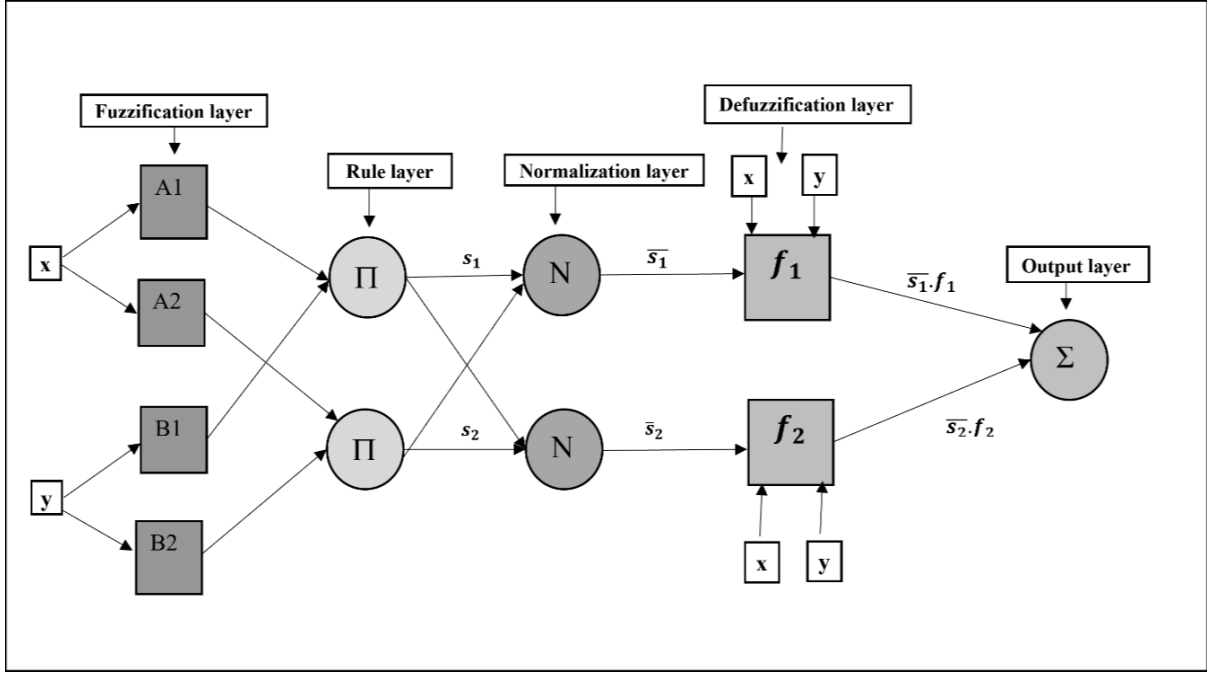 Fuzzification layer
Defuzzification layer
Rule layer
Normalization layer
x
y
A1
x
A2
Π
s₁
N
s̅₁
f₁
s̅₁.f₁
Output layer
Σ
B1
y
B2
Π
s₂
N
s̅₂
f₂
s̅₂.f₂
x
y